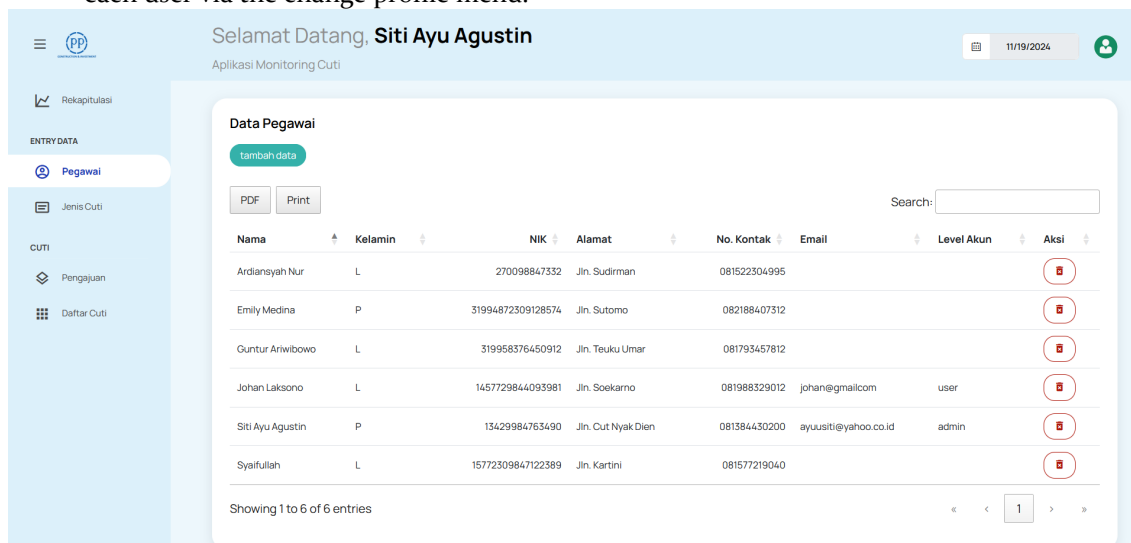 each user via the change profile menu.
PP
Selamat Datang, Siti Ayu Agustin
Aplikasi Monitoring Cuti
11/19/2024
Rekapitulasi
ENTRY DATA
Pegawai
Jenis Cuti
CUTI
Pengajuan
Daftar Cuti
Data Pegawai
tambah data
PDF Print Search:
Nama Kelamin NIK Alamat No. Kontak Email Level Akun Aksi
Ardiansyah Nur L 270098847332 Jln. Sudirman 081522304995
Emily Medina P 31994872309128574 Jln. Sutomo 082188407312
Guntur Ariwibowo L 319958376450912 Jln. Teuku Umar 081793457812
Johan Laksono L 1457729844093981 Jln. Soekarno 081988329012 johan@gmailcom user
Siti Ayu Agustin P 13429984763490 Jln. Cut Nyak Dien 081384430200 ayuusiti@yahoo.co.id admin
Syaifullah L 15772309847122389 Jln. Kartini 081577219040
Showing 1 to 6 of 6 entries « ‹ 1 › »